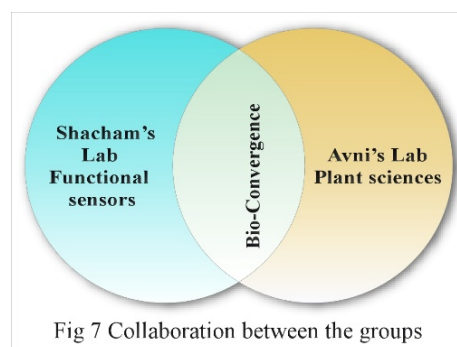 Shacham's
Lab
Functional
sensors
Bio-Convergence
Avni's Lab
Plant sciences
Fig 7 Collaboration between the groups